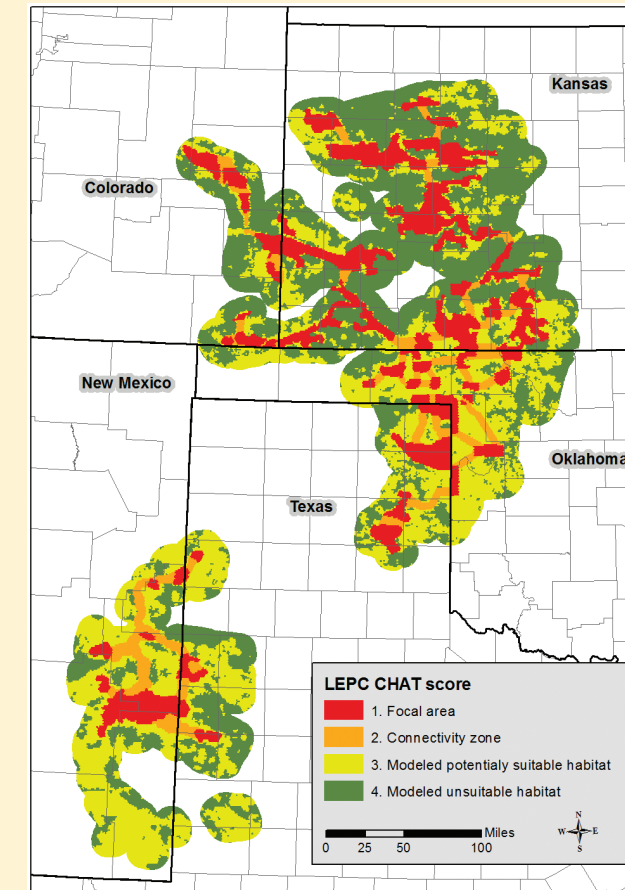 Kansas
Colorado
New Mexico
Oklahoma
Texas
LEPC CHAT score
1. Focal area
2. Connectivity zone
3. Modeled potentialy suitable habitat
4. Modeled unsuitable habitat
N
W E
S
Miles
0 25 50 100